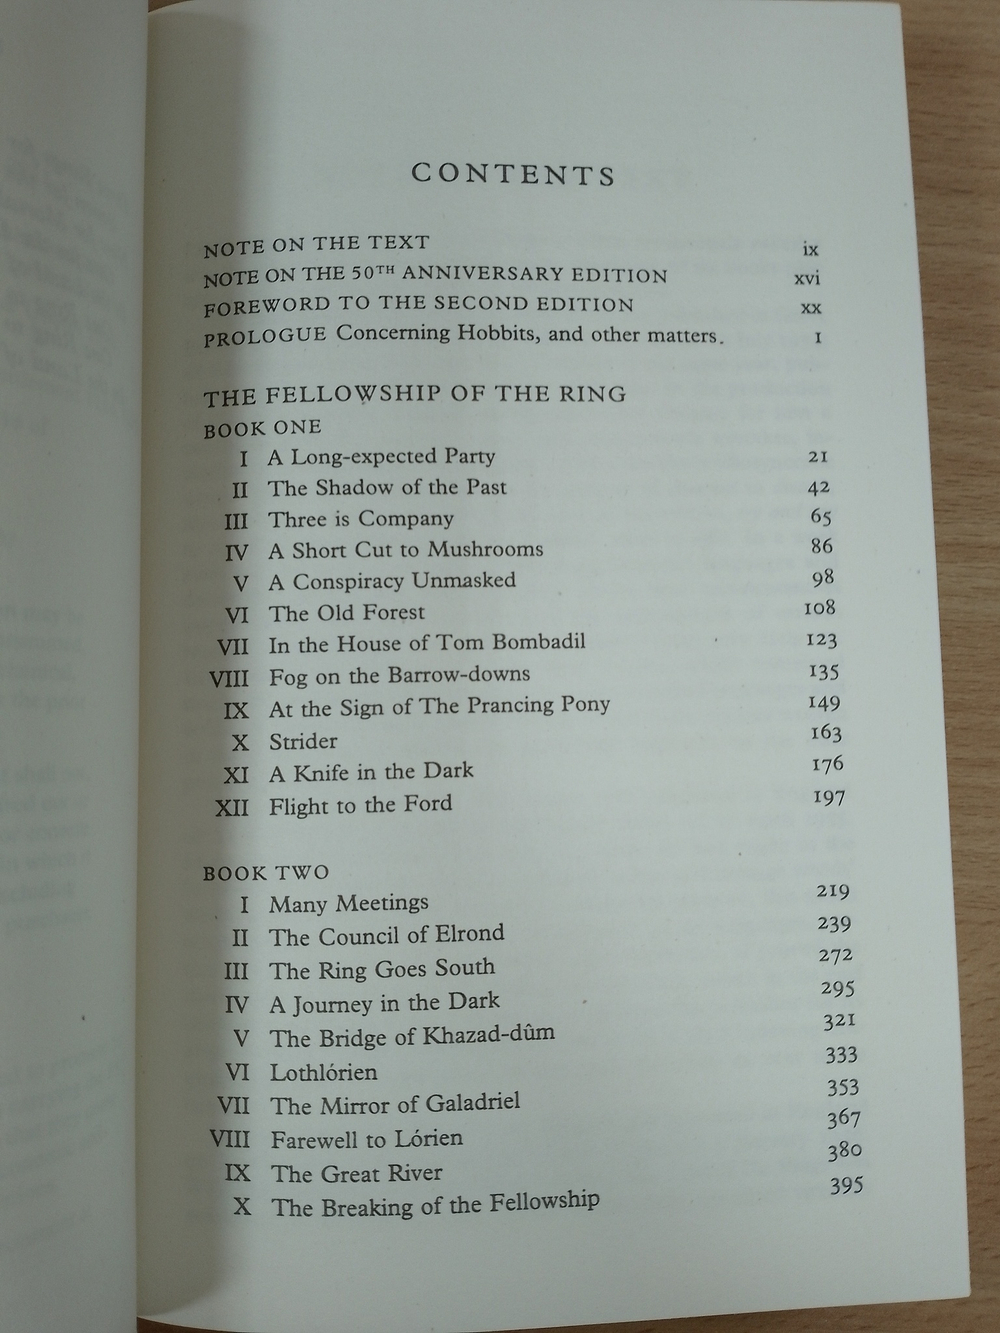 CONTENTS
NOTE ON THE TEXT ix
NOTE ON THE 50TH ANNIVERSARY EDITION xvi
FOREWORD TO THE SECOND EDITION xx
PROLOGUE Concerning Hobbits, and other matters. 1
THE FELLOWSHIP OF THE RING
BOOK ONE
I A Long-expected Party 21
II The Shadow of the Past 42
III Three is Company 65
IV A Short Cut to Mushrooms 86
V A Conspiracy Unmasked 98
VI The Old Forest 108
VII In the House of Tom Bombadil 123
VIII Fog on the Barrow-downs 135
IX At the Sign of The Prancing Pony 149
X Strider 163
XI A Knife in the Dark 176
XII Flight to the Ford 197
BOOK TWO
I Many Meetings 219
II The Council of Elrond 239
III The Ring Goes South 272
IV A Journey in the Dark 295
V The Bridge of Khazad-dûm 321
VI Lothlórien 333
VII The Mirror of Galadriel 353
VIII Farewell to Lórien 367
IX The Great River 380
X The Breaking of the Fellowship 395